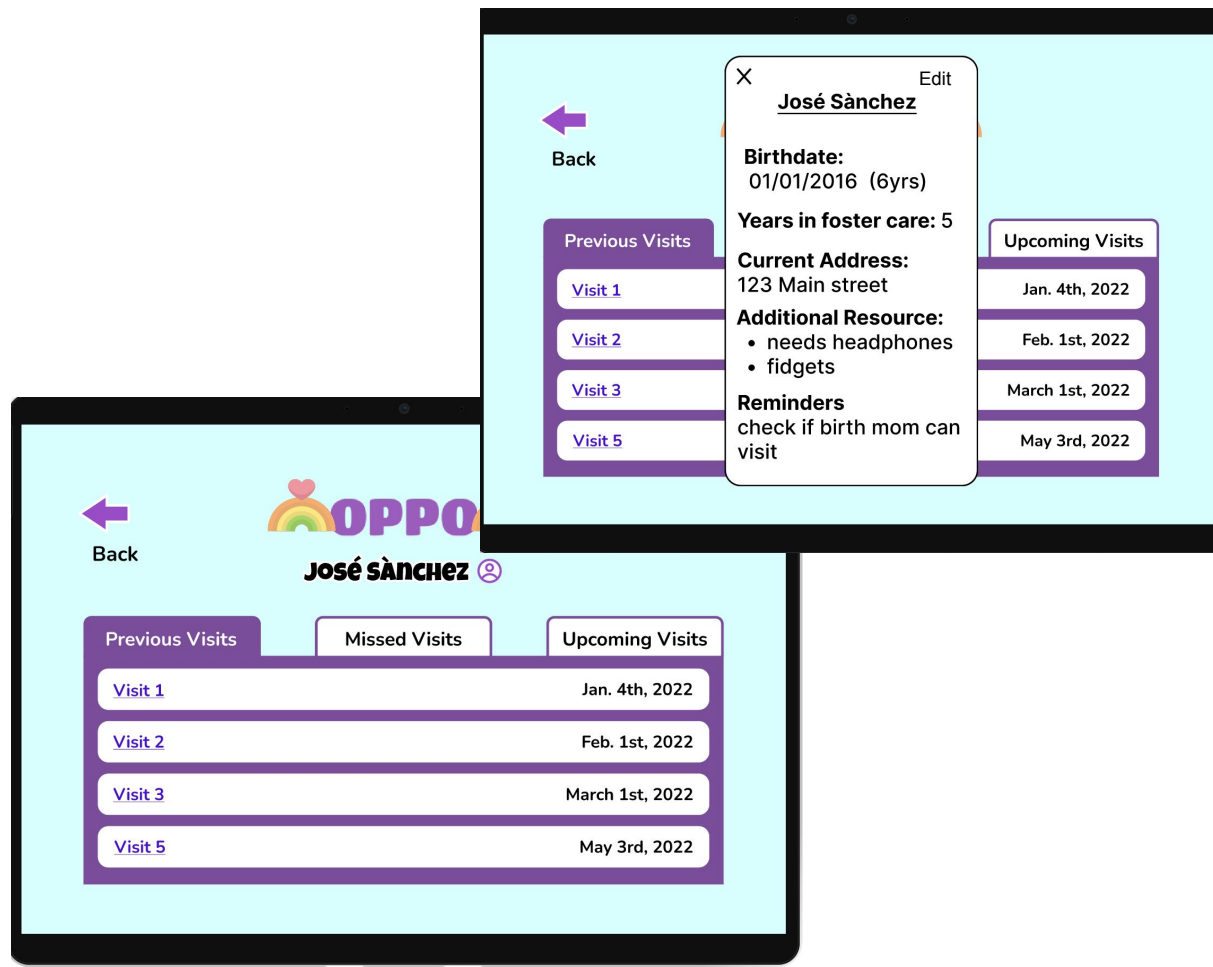 X Edit
José Sànchez
Birthdate:
01/01/2016 (6yrs)
Years in foster care: 5
Current Address:
123 Main street
Additional Resource:
• needs headphones
• fidgets
Reminders
check if birth mom can
visit
Back
Previous Visits Upcoming Visits
Visit 1 Jan. 4th, 2022
Visit 2 Feb. 1st, 2022
Visit 3 March 1st, 2022
Visit 5 May 3rd, 2022
OPPO
Back
José Sànchez
Previous Visits Missed Visits Upcoming Visits
Visit 1 Jan. 4th, 2022
Visit 2 Feb. 1st, 2022
Visit 3 March 1st, 2022
Visit 5 May 3rd, 2022